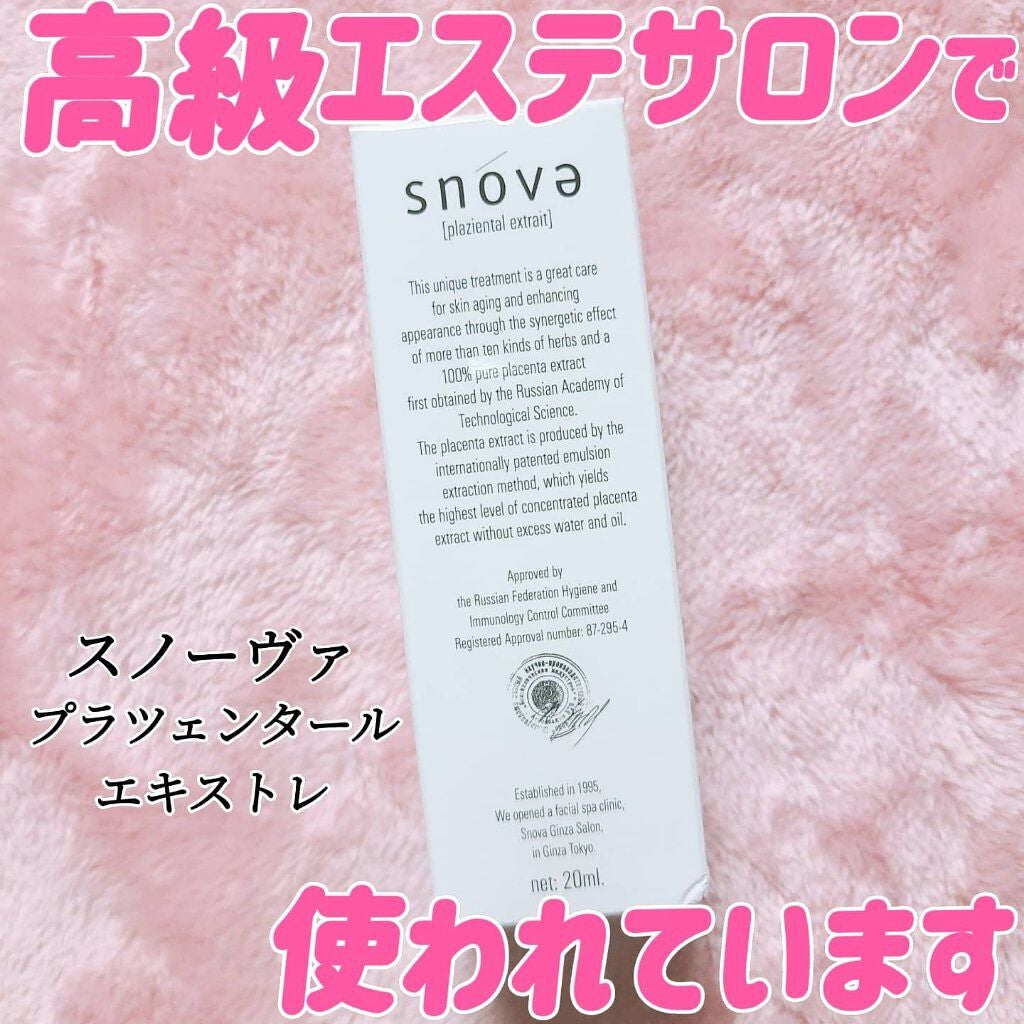 高級エステサロンで
snóvə
[plaziental extrait]
This unique treatment is a great care
for skin aging and enhancing
appearance through the synergetic effect
of more than ten kinds of herbs and a
100% pure placenta extract
first obtained by the Russian Academy of
Technological Science.
The placenta extract is produced by the
internationally patented emulsion
extraction method, which yields
the highest level of concentrated placenta
extract without excess water and oil.
Approved by
the Russian Federation Hygiene and
Immunology Control Committee
Registered Approval number: 87-295-4
スノーヴァ
プラツェンタール
エキストレ
Established in 1995,
We opened a facial spa clinic,
Snova Ginza Salon,
in Ginza Tokyo.
net: 20ml.
使われています